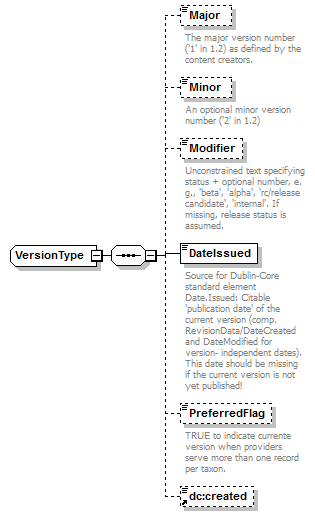 Major
The major version number
('1' in 1.2) as defined by the
content creators.
Minor
An optional minor version
number ('2' in 1.2)
Modifier
Unconstrained text specifying
status + optional number, e.
g., 'beta', 'alpha', 'rc/release
candidate', 'internal'. If
missing, release status is
assumed.
VersionType
DateIssued
Source for Dublin-Core
standard element
Date.Issued: Citable
'publication date' of the
current version (comp.
RevisionData/DateCreated
and DateModified for
version- independent dates).
This date should be missing
if the current version is not
yet published!
PreferredFlag
TRUE to indicate currente
version when providers
serve more than one record
per taxon.
dc:created